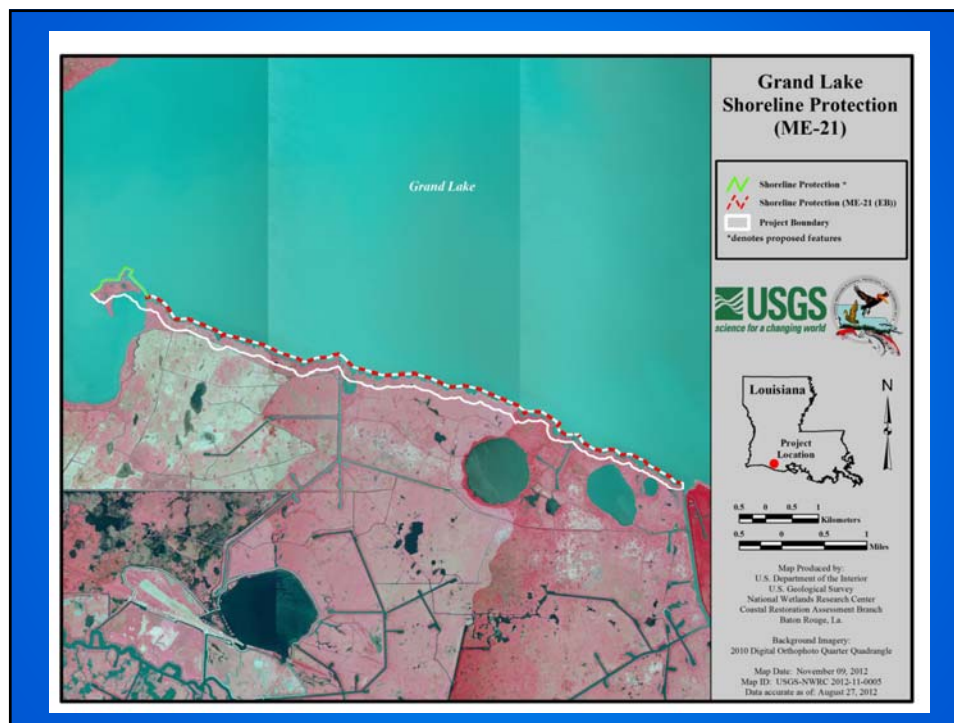 Grand Lake
Shoreline Protection
(ME-21)
Shoreline Protection *
Shoreline Protection (ME-21 (EB))
Project Boundary
*denotes proposed features
Grand Lake
USGS
science for a changing world
Louisiana
N
Project
Location
0.5 0 0.5 1
Kilometers
0.5 0 0.5 1
Miles
Map Produced by:
U.S. Department of the Interior
U.S. Geological Survey
National Wetlands Research Center
Coastal Restoration Assessment Branch
Baton Rouge, La.
Background Imagery:
2010 Digital Orthophoto Quarter Quadrangle
Map Date: November 09, 2012
Map ID: USGS-NWRC 2012-11-0005
Data accurate as of: August 27, 2012